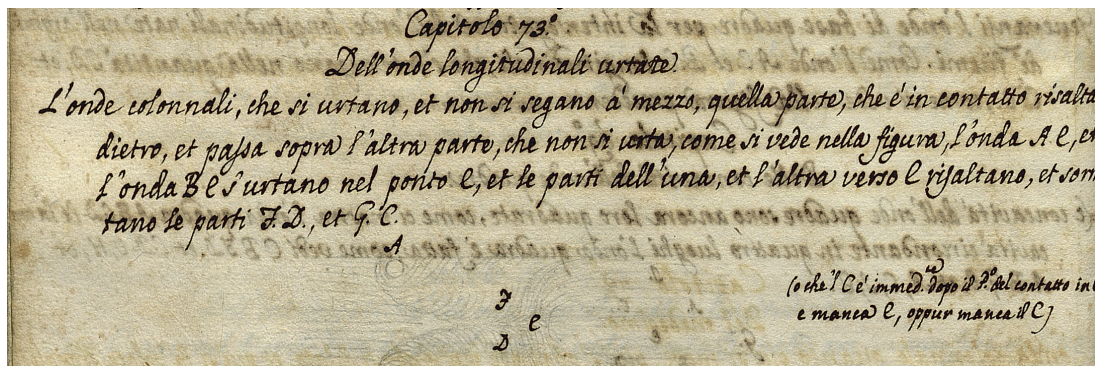 Capitolo 73.°
Dell'onde longitudinali urtate.
L'onde colonnali, che si urtano, et non si segano a mezzo, quella parte, che é in contatto risalta
dietro, et passa sopra l'altra parte, che non si urta, come si vede nella figura, l'onda A e, et
l'onda B e s'urtano nel ponto e, et le parti dell'una, et l'altra verso e risaltano, et
tano le parti F. D., et G. C.
A
F
(o che'l C é immed.te dopo il P.° del contatto in
e
e manca e, oppur manca il C)
D